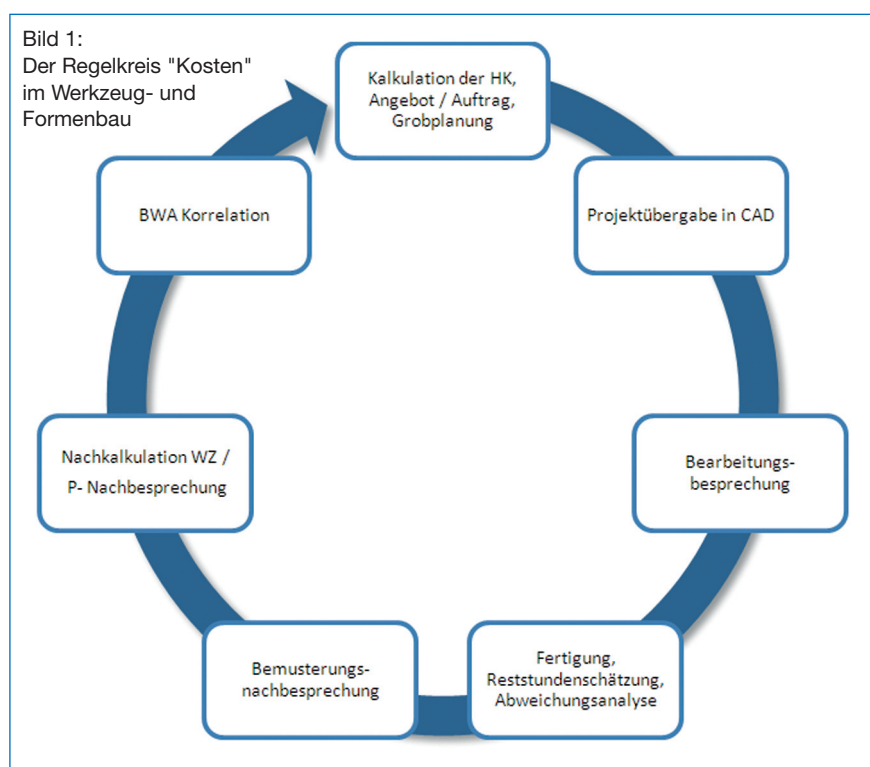 Bild 1:
Der Regelkreis "Kosten"
im Werkzeug- und
Formenbau
Kalkulation der HK,
Angebot / Auftrag,
Grobplanung
Projektübergabe in CAD
Bearbeitungs-
besprechung
Fertigung,
Reststundenschätzung,
Abweichungsanalyse
Bemusterungs-
nachbesprechung
Nachkalkulation WZ /
P- Nachbesprechung
BWA Korrelation